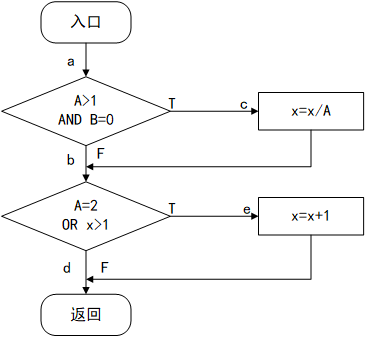 入口
a
A>1
AND B=0
T
c
x=x/A
b
F
A=2
OR x>1
T
e
x=x+1
d
F
返回